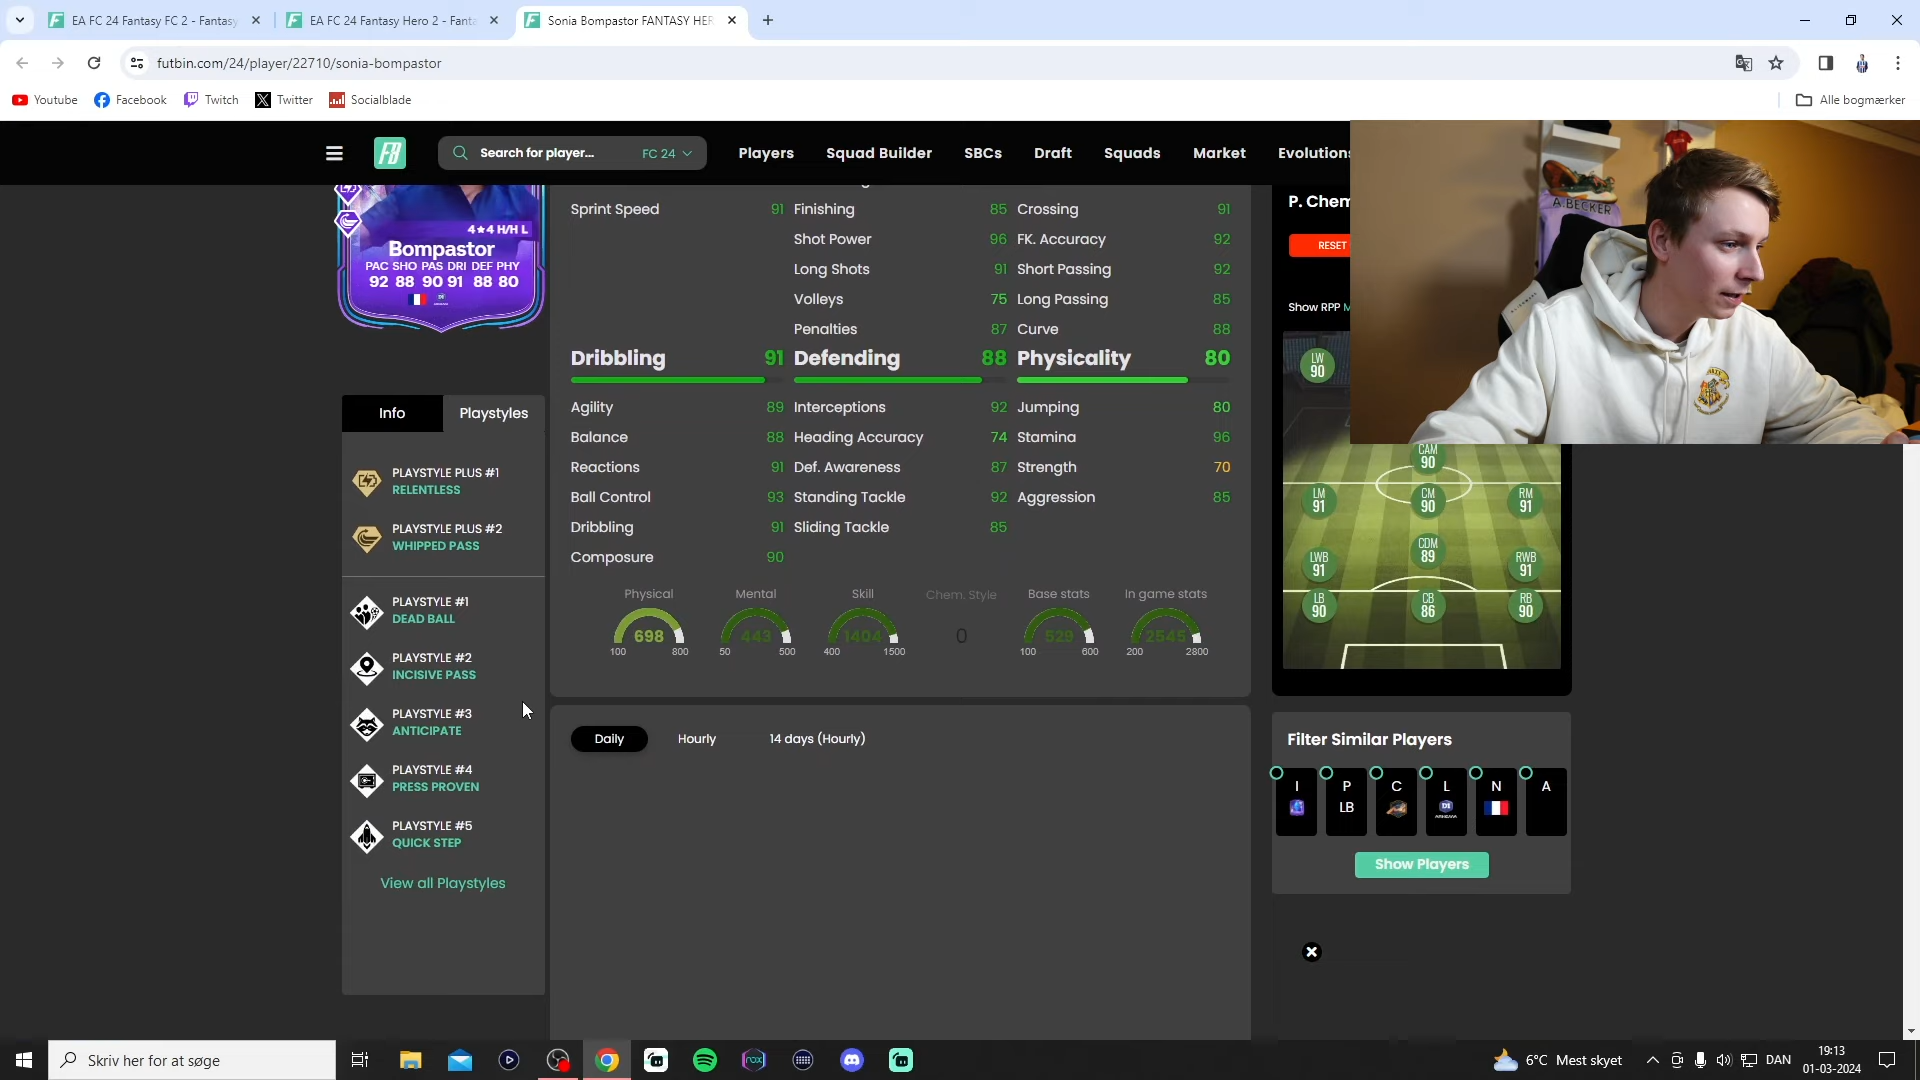 EA FC 24 Fantasy FC 2 - Fantasy
EA FC 24 Fantasy Hero 2 - Fant
Sonia Bompastor FANTASY HER
futbin.com/24/player/22710/sonia-bompastor
Youtube
Facebook
Twitch
Twitter
Socialblade
Alle bogmærker
FB
Search for player...
FC 24
Players
Squad Builder
SBCs
Draft
Squads
Market
Evolutions
A.BECKER
4★4 H/H L
Bompastor
PAC SHO PAS DRI DEF PHY
92 88 90 91 88 80
Sprint Speed 91
Finishing 85
Shot Power 96
Long Shots 91
Volleys 75
Penalties 87
Crossing 91
FK. Accuracy 92
Short Passing 92
Long Passing 85
Curve 88
Dribbling 91
Agility 89
Balance 88
Reactions 91
Ball Control 93
Dribbling 91
Composure 90
Defending 88
Interceptions 92
Heading Accuracy 74
Def. Awareness 87
Standing Tackle 92
Sliding Tackle 85
Physicality 80
Jumping 80
Stamina 96
Strength 70
Aggression 85
Physical
698
100 800
Mental
443
50 500
Skill
1404
400 1500
Chem. Style
0
Base stats
529
100 600
In game stats
2545
200 2800
Info
Playstyles
PLAYSTYLE PLUS #1
RELENTLESS
PLAYSTYLE PLUS #2
WHIPPED PASS
PLAYSTYLE #1
DEAD BALL
PLAYSTYLE #2
INCISIVE PASS
PLAYSTYLE #3
ANTICIPATE
PLAYSTYLE #4
PRESS PROVEN
PLAYSTYLE #5
QUICK STEP
View all Playstyles
Daily
Hourly
14 days (Hourly)
P. Chem
RESET
Show RPP M
LW
90
CAM
90
LM
91
CM
90
RM
91
LWB
91
CDM
89
RWB
91
LB
90
CB
86
RB
90
Filter Similar Players
I
P
LB
C
L
N
A
Show Players
Skriv her for at søge
6°C Mest skyet
DAN
19:13
01-03-2024